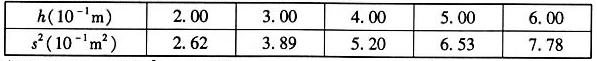 h(10⁻¹m) 2.00 3.00 4.00 5.00 6.00
s²(10⁻¹m²) 2.62 3.89 5.20 6.53 7.78